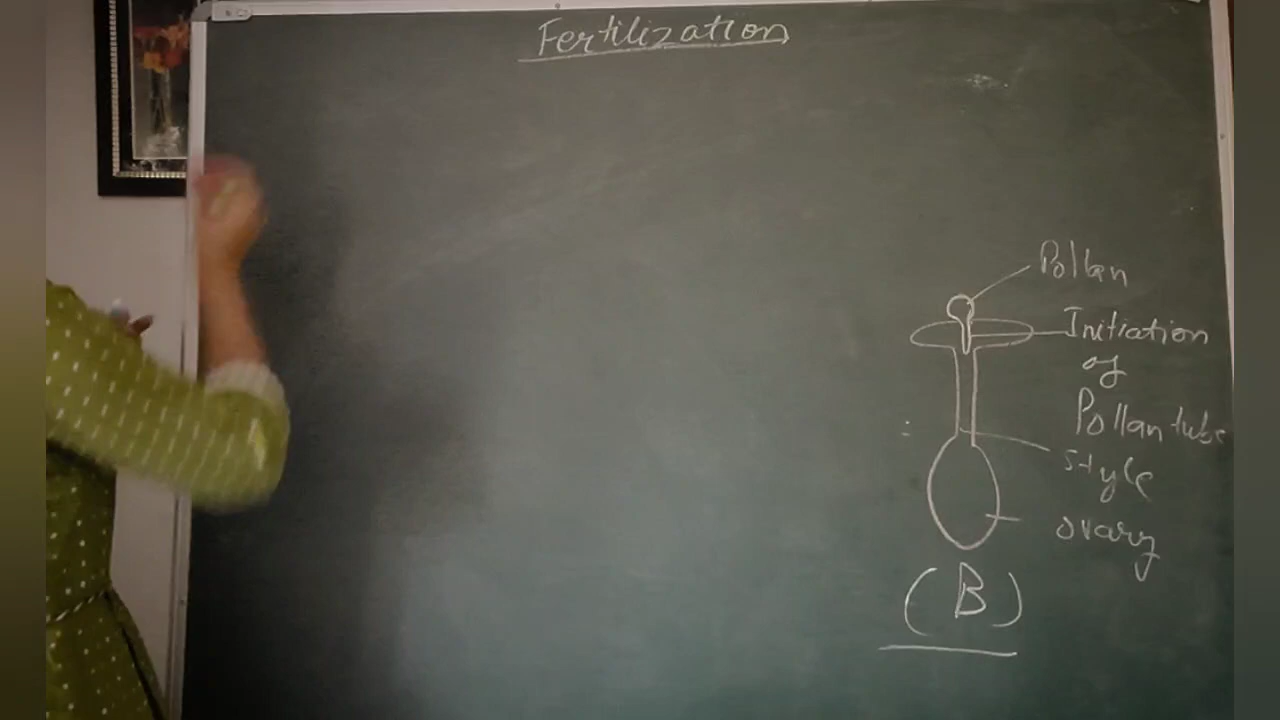 Fertilization
Pollan
Initiation
of
Pollan tube
style
ovary
(B)